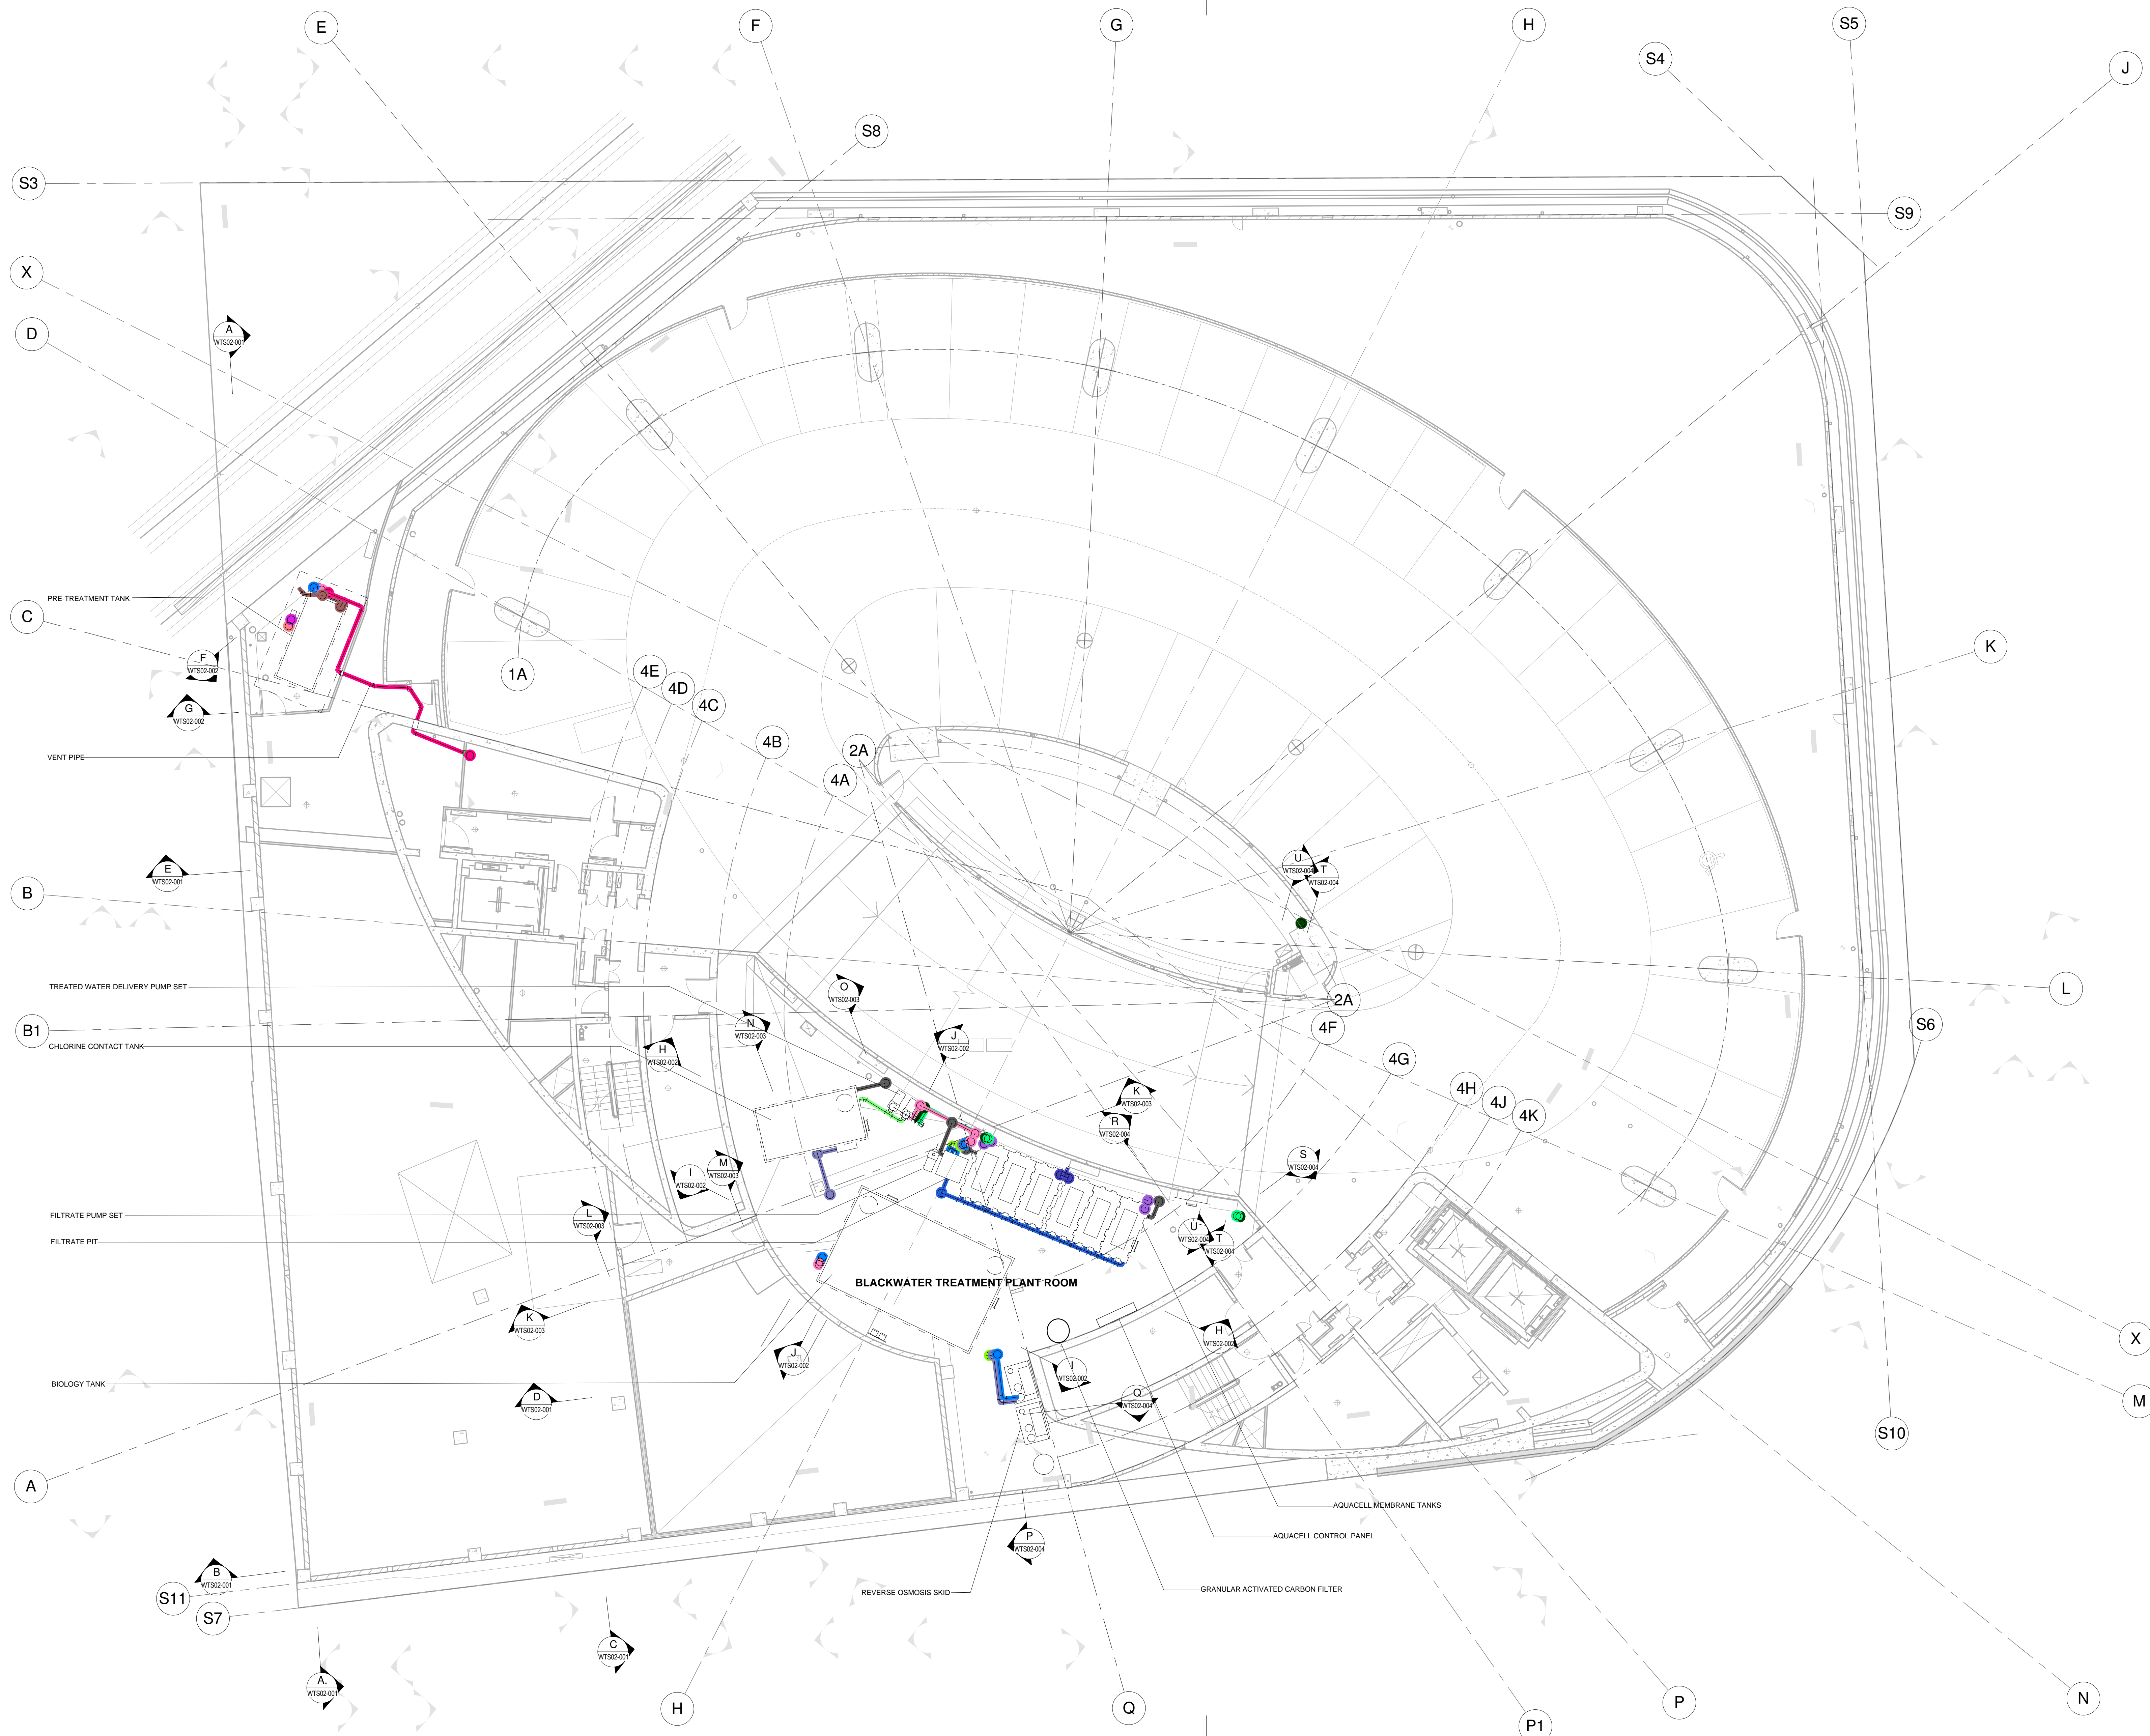 E
F
G
H
S5
S4
J
S8
S3
S9
X
A
WTS02-001
D
PRE-TREATMENT TANK
C
F
WTS02-002
K
4E
1A
4D
4C
G
WTS02-002
4B
2A
VENT PIPE
4A
U
WTS02-004
T
WTS02-004
E
WTS02-001
B
TREATED WATER DELIVERY PUMP SET
L
O
WTS02-003
2A
S6
4F
B1
N
WTS02-003
J
WTS02-002
CHLORINE CONTACT TANK
H
WTS02-002
4G
4H
K
WTS02-003
4J
4K
R
WTS02-004
S
WTS02-004
M
WTS02-003
I
WTS02-002
FILTRATE PUMP SET
L
WTS02-003
U
WTS02-004
T
WTS02-004
FILTRATE PIT
BLACKWATER TREATMENT PLANT ROOM
K
WTS02-003
H
WTS02-002
X
J
WTS02-002
I
WTS02-002
BIOLOGY TANK
D
WTS02-001
Q
WTS02-004
M
S10
A
AQUACELL MEMBRANE TANKS
AQUACELL CONTROL PANEL
P
WTS02-004
B
WTS02-001
REVERSE OSMOSIS SKID
GRANULAR ACTIVATED CARBON FILTER
S11
S7
C
WTS02-001
A.
WTS02-001
H
Q
P
N
P1